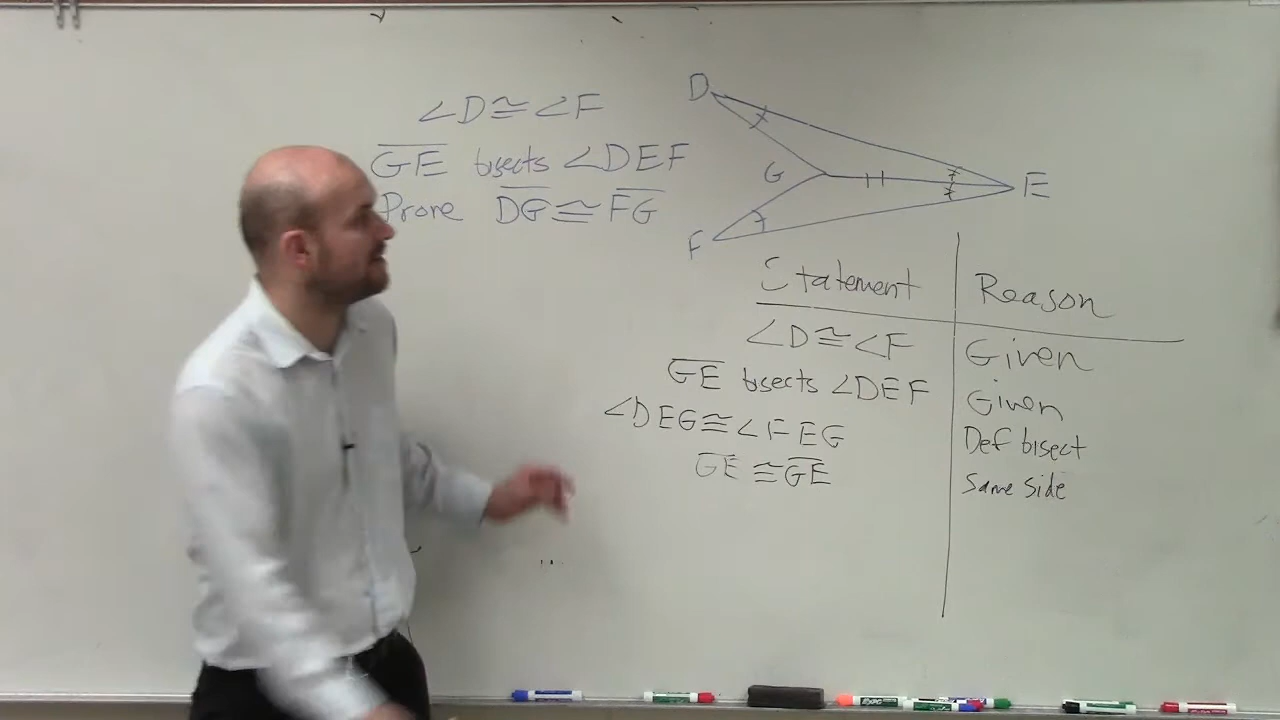 ∠D≅∠F
GE bisects ∠DEF
Prove DG≅FG
D
G
E
F
Statement Reason
∠D≅∠F Given
GE bisects ∠DEF Given
∠DEG≅∠FEG Def bisect
GE≅GE Same Side